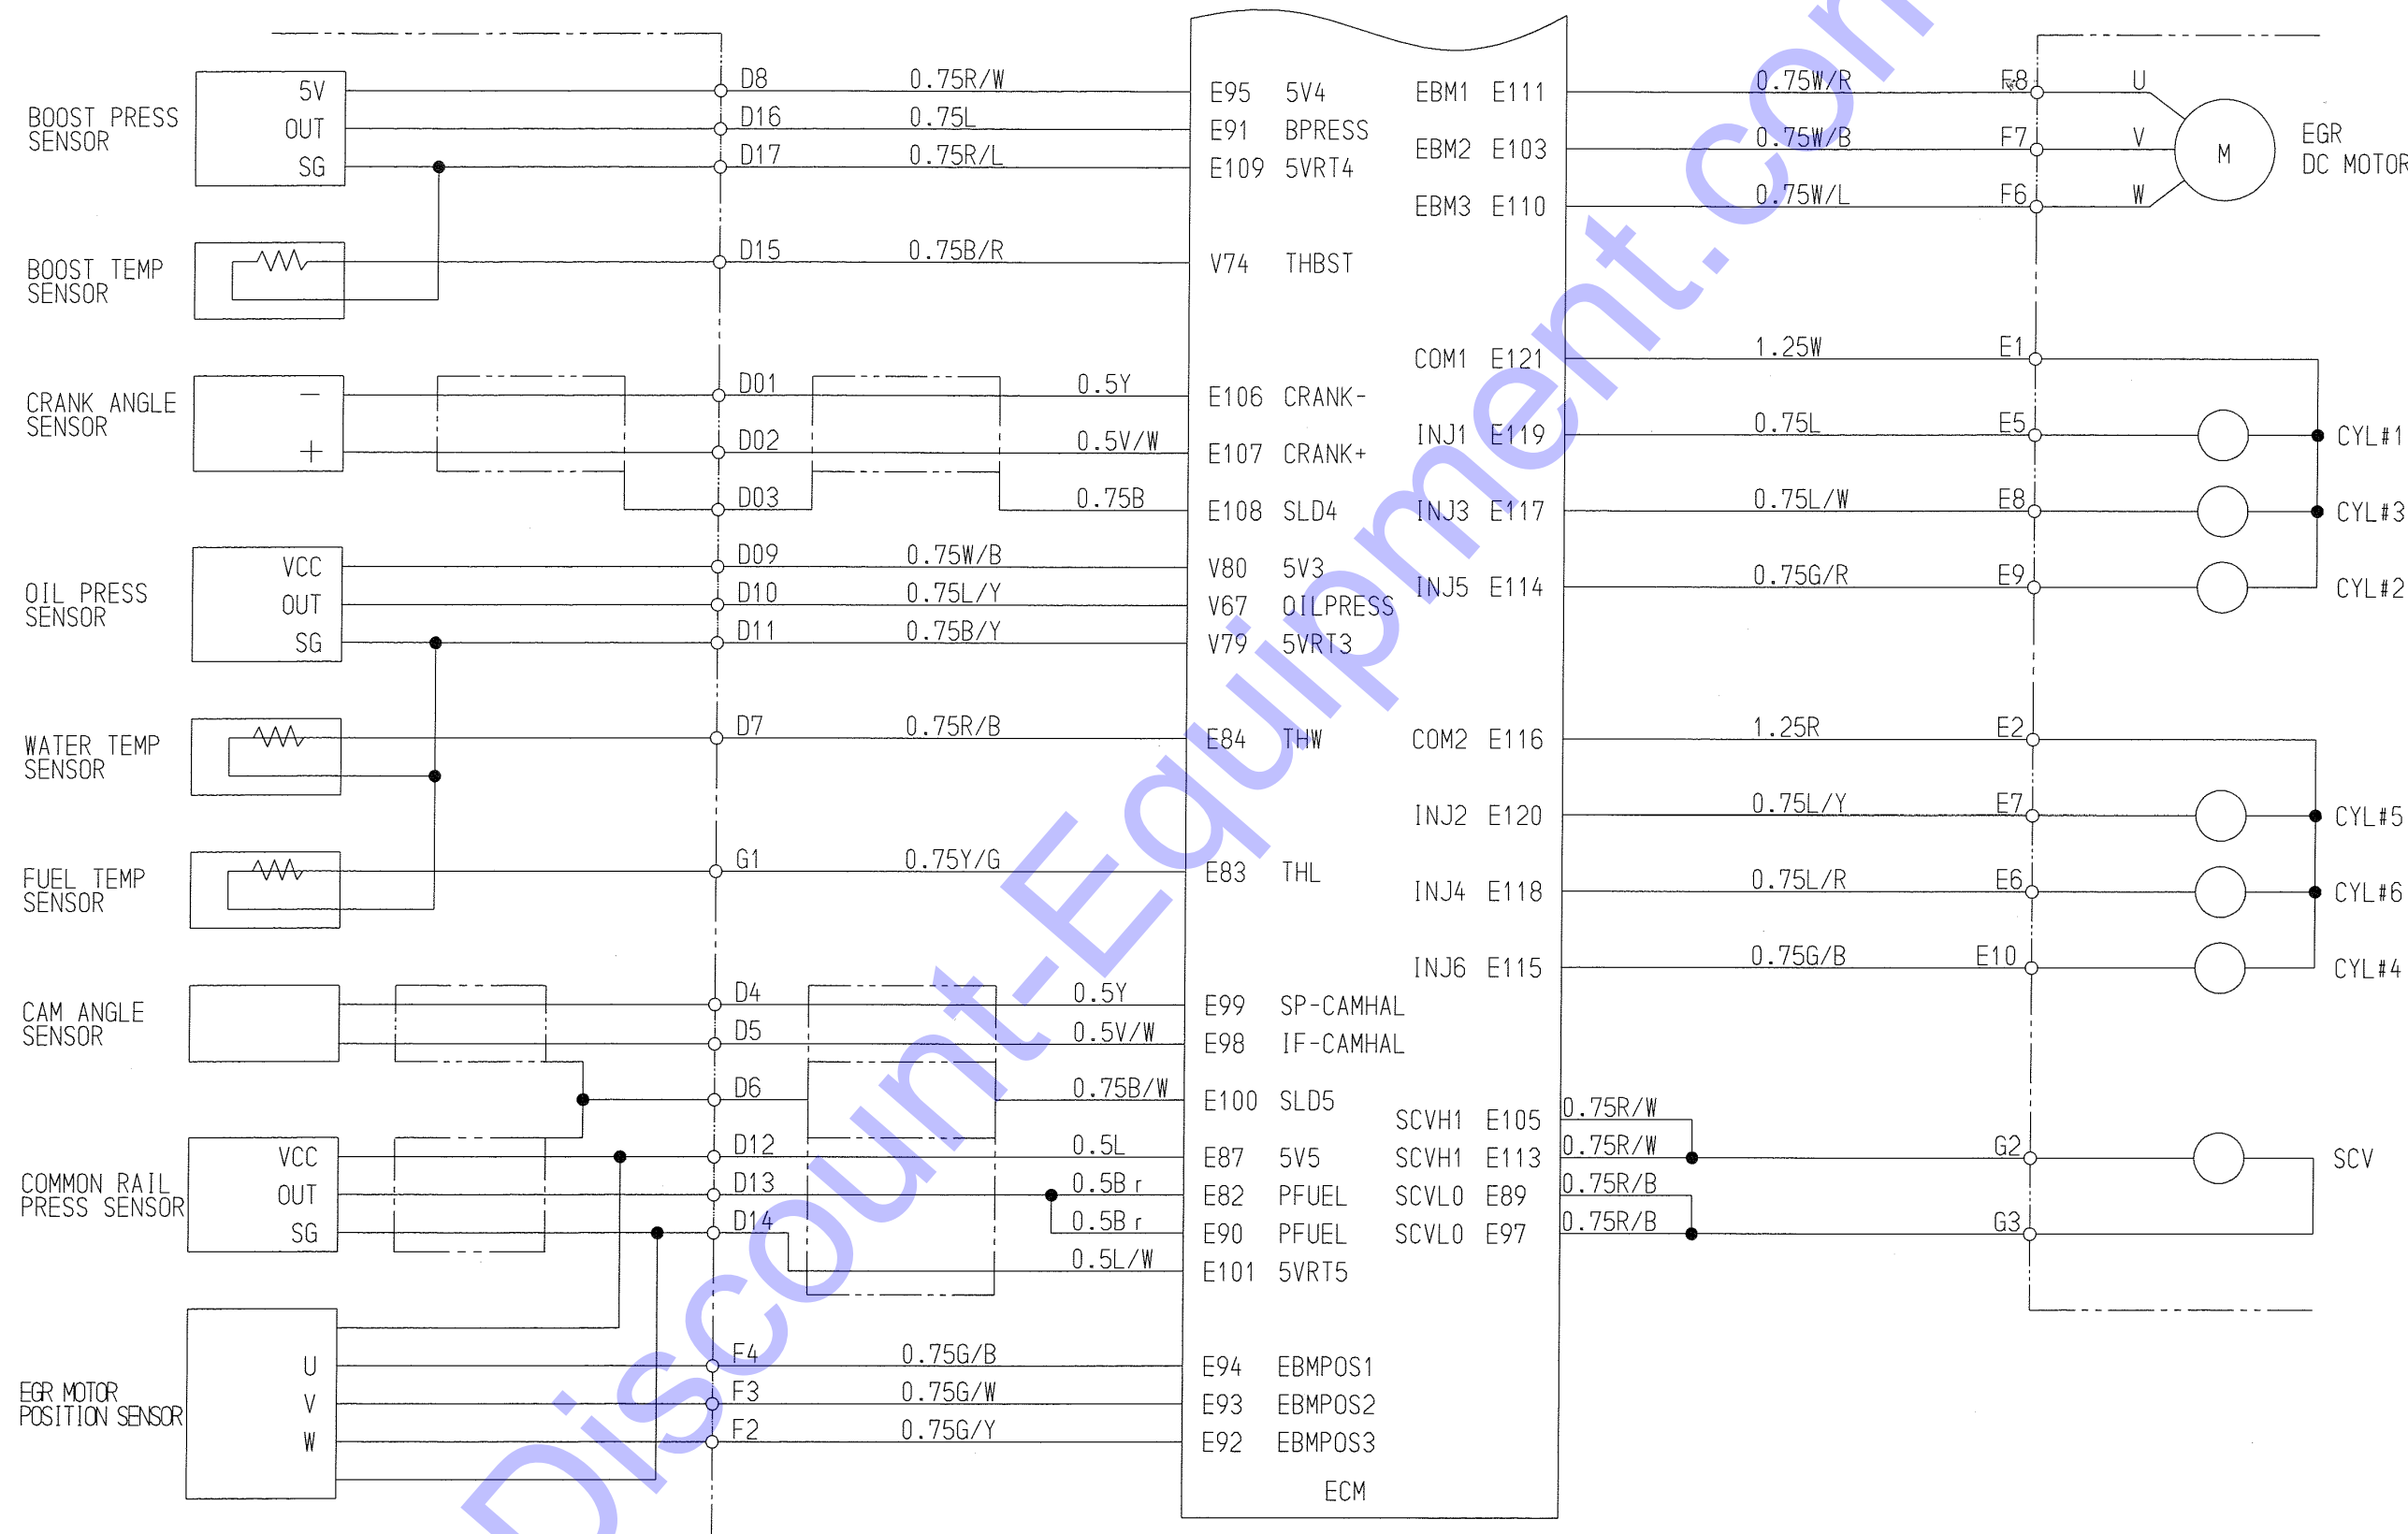 BOOST PRESS
SENSOR
5V
OUT
SG
D8 0.75R/W
D16 0.75L
D17 0.75R/L
E95 5V4
E91 BPRESS
E109 5VRT4
BOOST TEMP
SENSOR
D15 0.75B/R
V74 THBST
CRANK ANGLE
SENSOR
−
+
D01 0.5Y
D02 0.5V/W
D03 0.75B
E106 CRANK-
E107 CRANK+
E108 SLD4
OIL PRESS
SENSOR
VCC
OUT
SG
D09 0.75W/B
D10 0.75L/Y
D11 0.75B/Y
V80 5V3
V67 OILPRESS
V79 5VRT3
WATER TEMP
SENSOR
D7 0.75R/B
E84 THW
FUEL TEMP
SENSOR
G1 0.75Y/G
E83 THL
CAM ANGLE
SENSOR
D4 0.5Y
D5 0.5V/W
D6 0.75B/W
E99 SP-CAMHAL
E98 IF-CAMHAL
E100 SLD5
COMMON RAIL
PRESS SENSOR
VCC
OUT
SG
D12 0.5L
D13 0.5Br
D14 0.5Br
0.5L/W
E87 5V5
E82 PFUEL
E90 PFUEL
E101 5VRT5
EGR MOTOR
POSITION SENSOR
U
V
W
F4 0.75G/B
F3 0.75G/W
F2 0.75G/Y
E94 EBMPOS1
E93 EBMPOS2
E92 EBMPOS3
ECM
EBM1 E111 0.75W/R F8 U
EBM2 E103 0.75W/B F7 V
EBM3 E110 0.75W/L F6 W
M
EGR
DC MOTOR
COM1 E121 1.25W E1
INJ1 E119 0.75L E5 CYL#1
INJ3 E117 0.75L/W E8 CYL#3
INJ5 E114 0.75G/R E9 CYL#2
COM2 E116 1.25R E2
INJ2 E120 0.75L/Y E7 CYL#5
INJ4 E118 0.75L/R E6 CYL#6
INJ6 E115 0.75G/B E10 CYL#4
SCVHI E105 0.75R/W
SCVHI E113 0.75R/W G2 SCV
SCVLO E89 0.75R/B
SCVLO E97 0.75R/B G3
Discount-Equipment.com